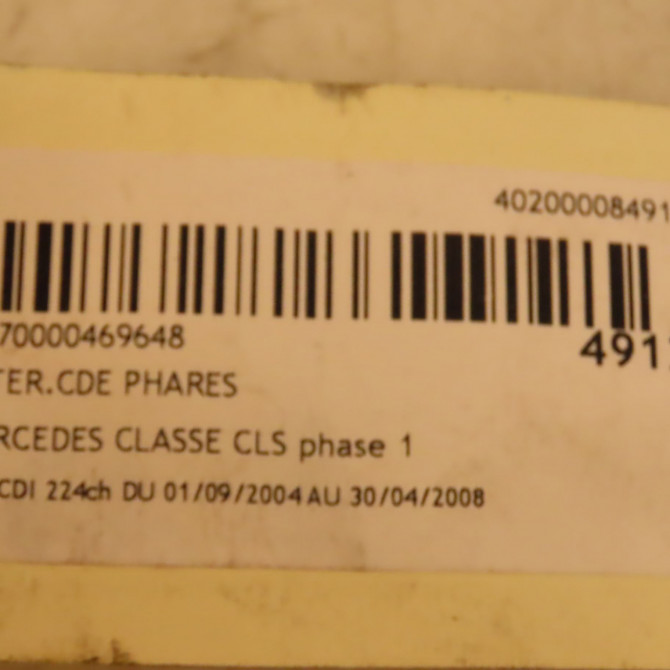 40200008491
70000469648
491
TER.CDE PHARES
RCEDES CLASSE CLS phase 1
CDI 224ch DU 01/09/2004 AU 30/04/2008